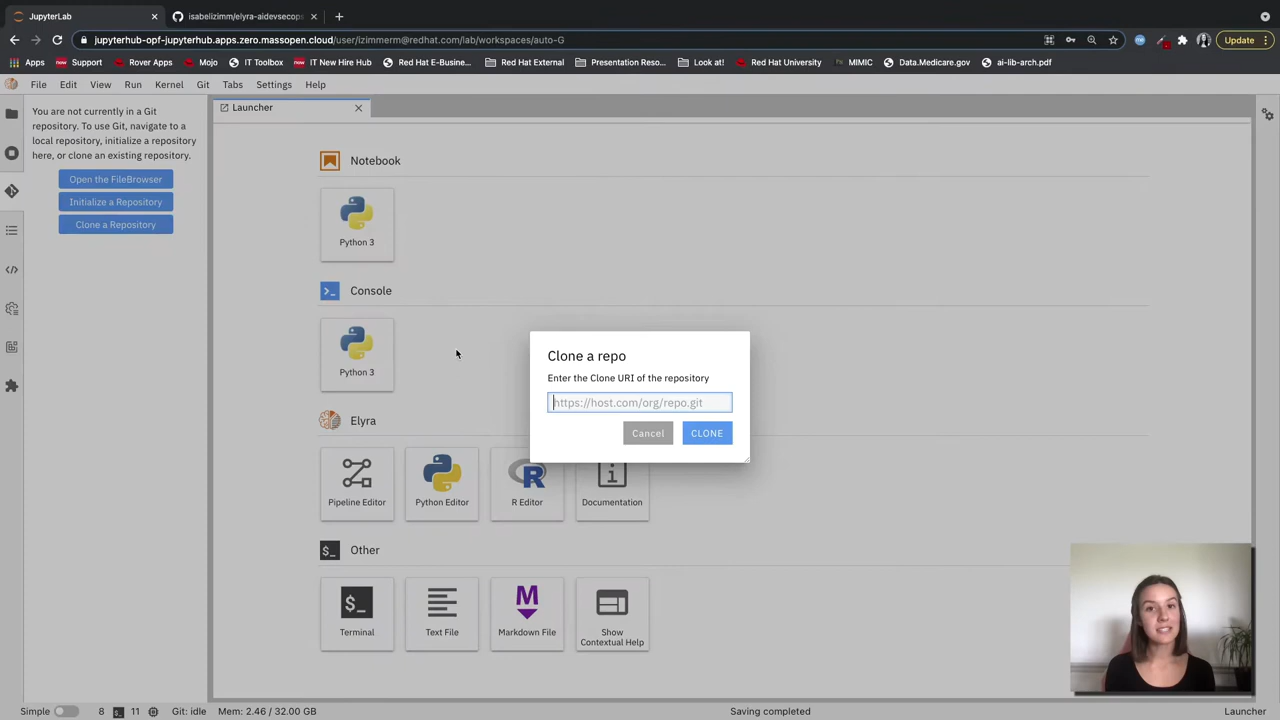 JupyterLab
isabelizimm/elyra-aidevsecops
jupyterhub-opf-jupyterhub.apps.zero.massopen.cloud/user/izimmerm@redhat.com/lab/workspaces/auto-G
Update
Apps
now Support
Rover Apps
Mojo
IT Toolbox
now IT New Hire Hub
Red Hat E-Busine...
Red Hat External
Presentation Reso...
Look at!
Red Hat University
MIMIC
Data.Medicare.gov
ai-lib-arch.pdf
File Edit View Run Kernel Git Tabs Settings Help
You are not currently in a Git
repository. To use Git, navigate to a
local repository, initialize a repository
here, or clone an existing repository.
Open the FileBrowser
Initialize a Repository
Clone a Repository
Launcher
Notebook
Python 3
Console
Python 3
Clone a repo
Enter the Clone URI of the repository
https://host.com/org/repo.git
Cancel CLONE
Elyra
Pipeline Editor
Python Editor
R Editor
Documentation
$_ Other
$_
Terminal
Text File
Markdown File
Show
Contextual Help
Simple 8 $_ 11 Git: idle Mem: 2.46 / 32.00 GB Saving completed Launcher